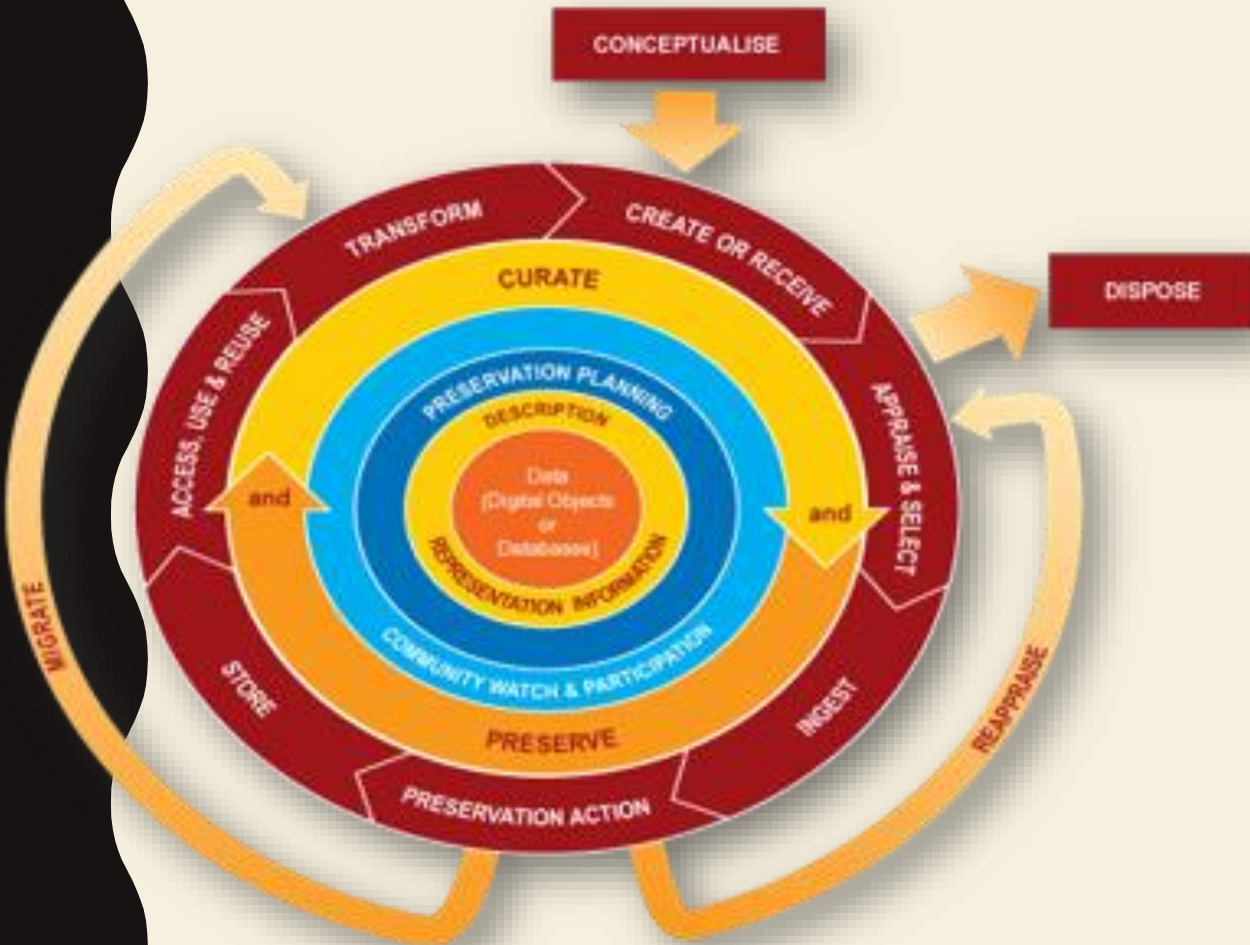 CONCEPTUALISE
TRANSFORM
CREATE OR RECEIVE
CURATE
DISPOSE
ACCESS, USE & REUSE
PRESERVATION PLANNING
DESCRIPTION
APPRAISE & SELECT
Data
(Digital Objects
or
Databases)
and
and
REPRESENTATION INFORMATION
COMMUNITY WATCH & PARTICIPATION
MIGRATE
STORE
INGEST
REAPPRAISE
PRESERVE
PRESERVATION ACTION